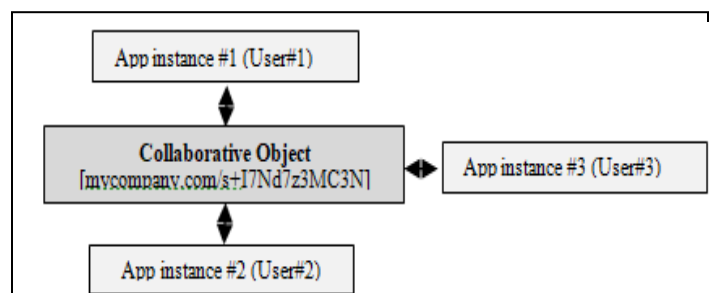 App instance #1 (User#1)
Collaborative Object
[mycompany.com/s+I7Nd7z3MC3N]
App instance #3 (User#3)
App instance #2 (User#2)